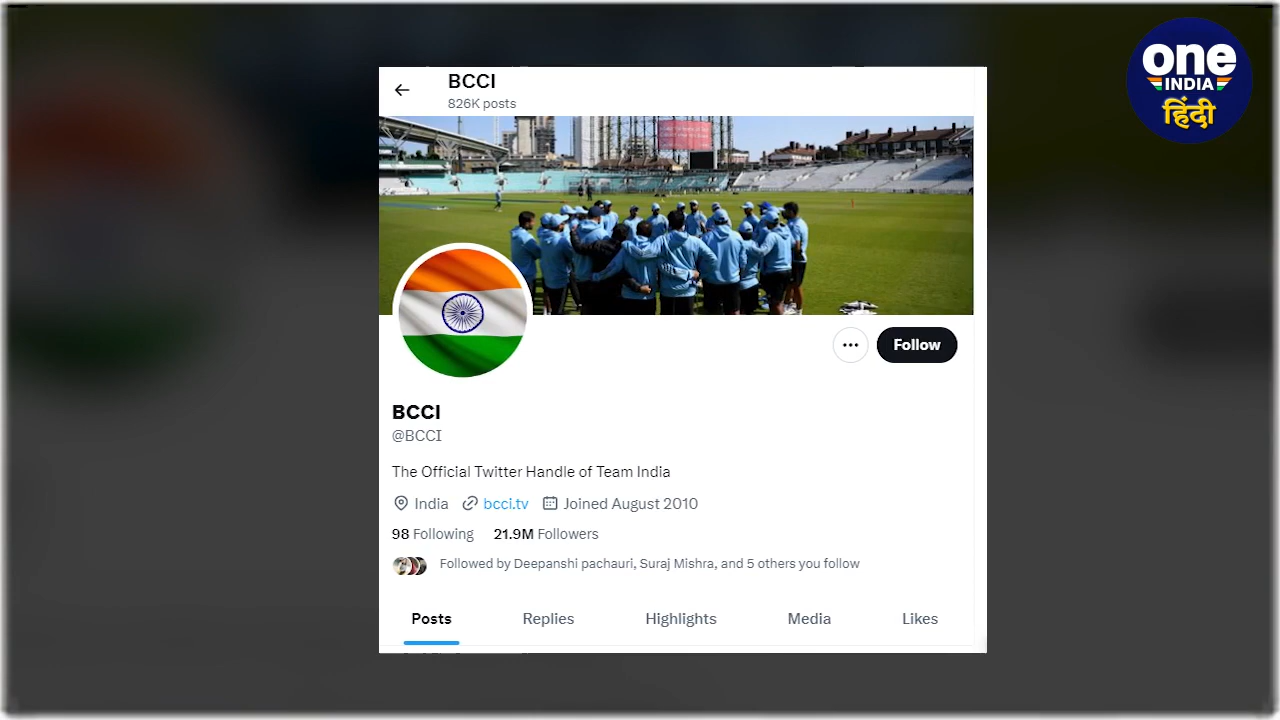 BCCI
826K posts
one
INDIA
हिंदी
Follow
BCCI
@BCCI
The Official Twitter Handle of Team India
India bcci.tv Joined August 2010
98 Following 21.9M Followers
Followed by Deepanshi pachauri, Suraj Mishra, and 5 others you follow
Posts Replies Highlights Media Likes